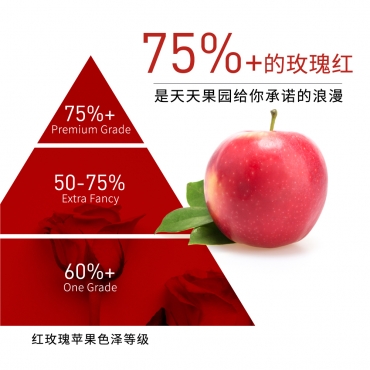 75%+的玫瑰红
是天天果园给你承诺的浪漫
75%+
Premium Grade
50-75%
Extra Fancy
60%+
One Grade
红玫瑰苹果色泽等级